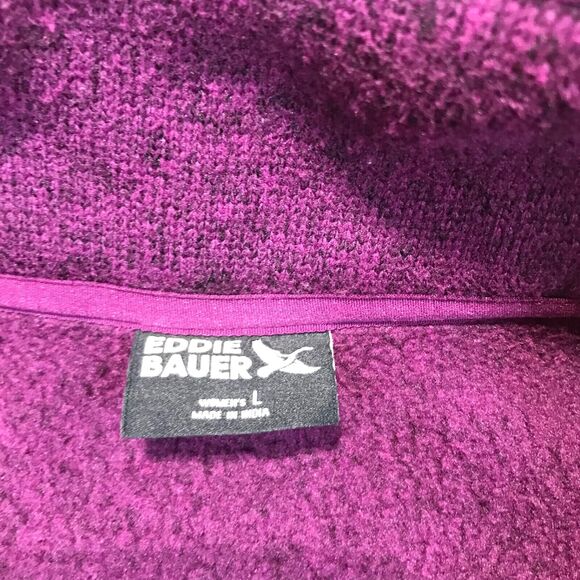 EDDIE
BAUER
WOMEN'S L
MADE IN INDIA